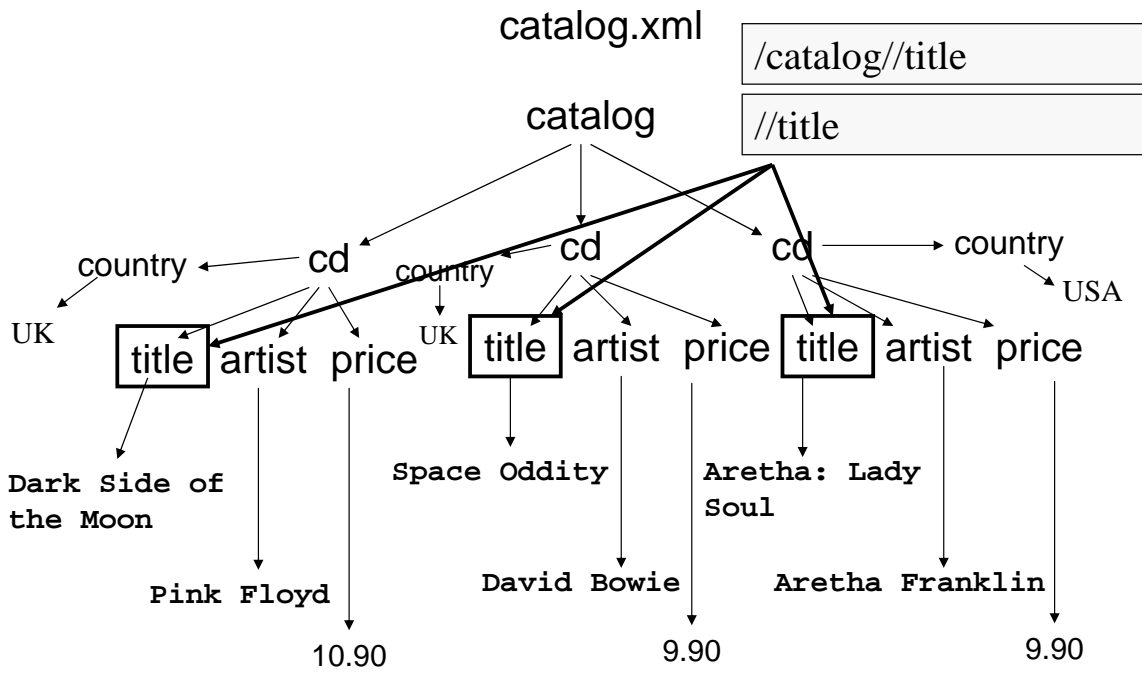 catalog.xml
/catalog//title
catalog
//title
country
cd
country
cd
cd
country
UK
UK
USA
title
artist
price
title
artist
price
title
artist
price
Dark Side of
the Moon
Space Oddity
Aretha: Lady
Soul
Pink Floyd
David Bowie
Aretha Franklin
10.90
9.90
9.90